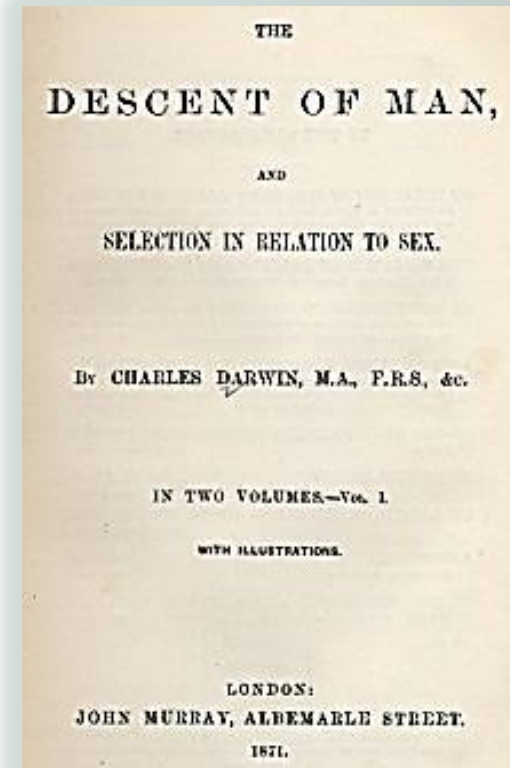 THE
DESCENT OF MAN,
AND
SELECTION IN RELATION TO SEX.
BY CHARLES DARWIN, M.A., F.R.S., &c.
IN TWO VOLUMES.—VOL. I.
WITH ILLUSTRATIONS.
LONDON:
JOHN MURRAY, ALBEMARLE STREET.
1871.